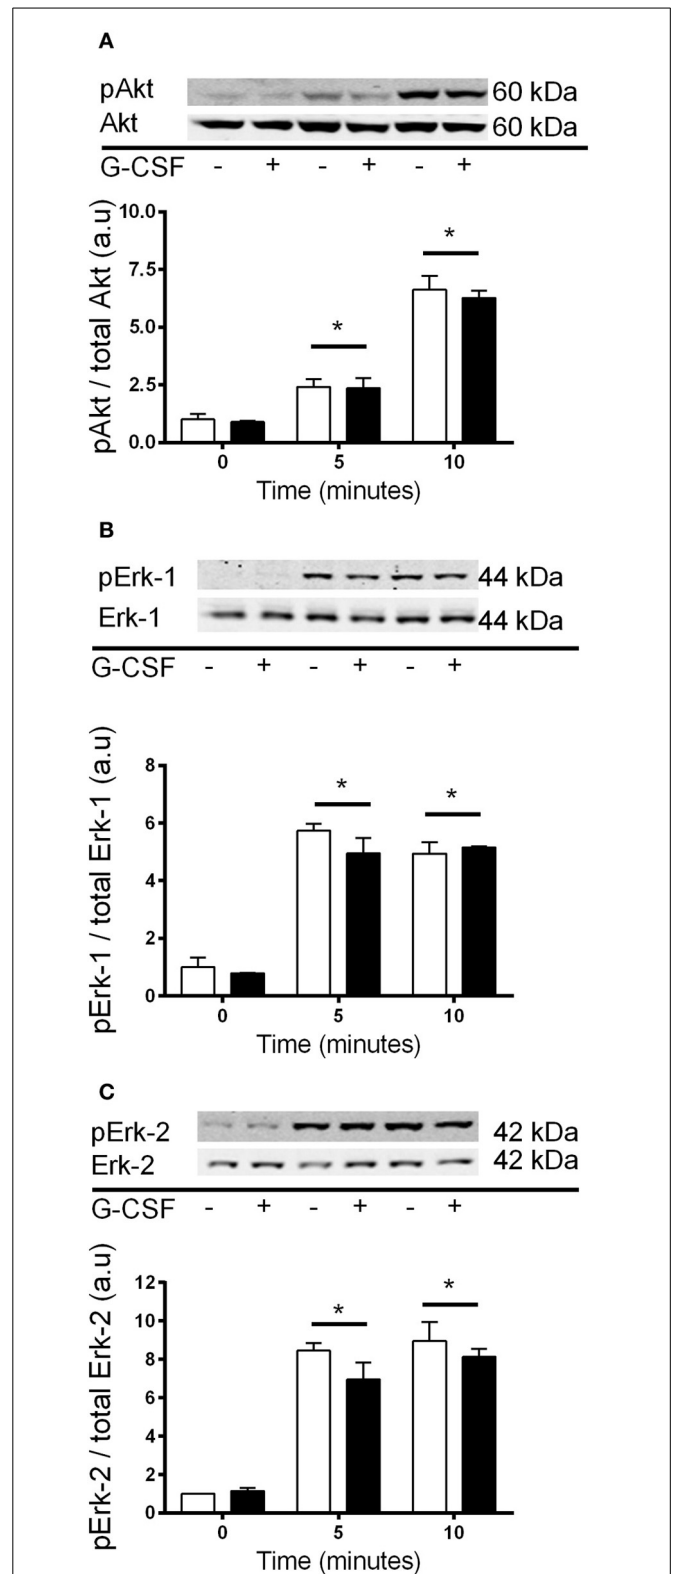 A
pAkt 60 kDa
Akt 60 kDa
G-CSF - + - + - +
pAkt / total Akt (a.u)
10.0
7.5
5.0
2.5
0.0
* *
0 5 10
Time (minutes)
B
pErk-1 44 kDa
Erk-1 44 kDa
G-CSF - + - + - +
pErk-1 / total Erk-1 (a.u)
8
6
4
2
0
* *
0 5 10
Time (minutes)
C
pErk-2 42 kDa
Erk-2 42 kDa
G-CSF - + - + - +
pErk-2 / total Erk-2 (a.u)
12
10
8
6
4
2
0
* *
0 5 10
Time (minutes)